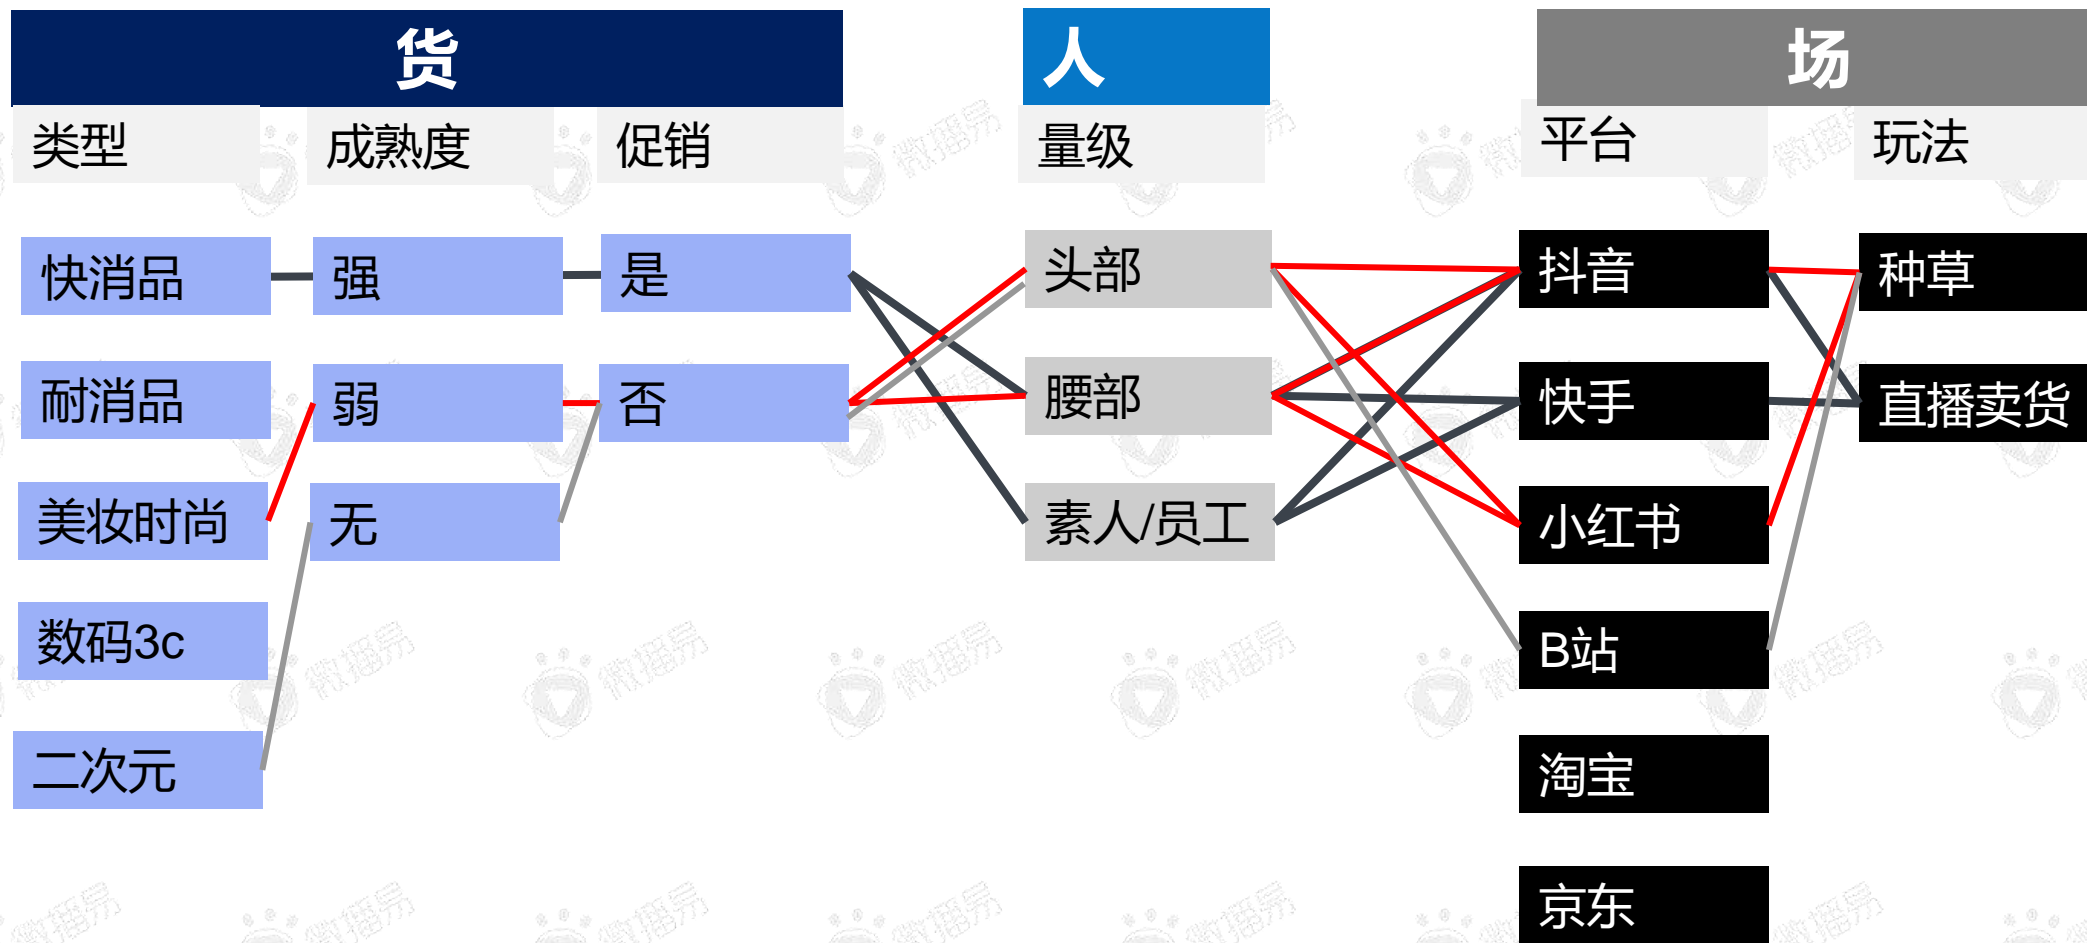 货
人
场
类型
成熟度
促销
量级
平台
玩法
快消品
强
是
头部
抖音
种草
耐消品
弱
否
腰部
快手
直播卖货
美妆时尚
无
素人/员工
小红书
数码3c
B站
二次元
淘宝
京东
微播易